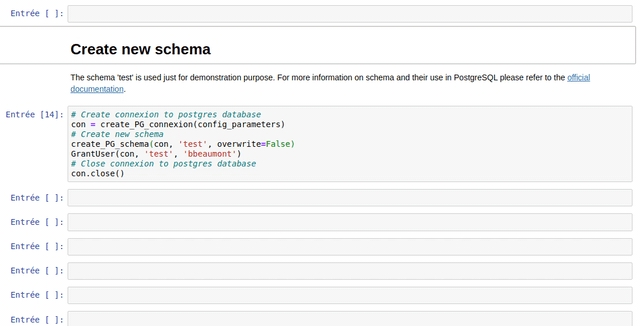 Entrée [ ]:
Create new schema
The schema 'test' is used just for demonstration purpose. For more information on schema and their use in PostgreSQL please refer to the official
documentation.
Entrée [14]:
# Create connexion to postgres database
con = create_PG_connexion(config_parameters)
# Create new schema
create_PG_schema(con, 'test', overwrite=False)
GrantUser(con, 'test', 'bbeaumont')
# Close connexion to postgres database
con.close()
Entrée [ ]:
Entrée [ ]:
Entrée [ ]:
Entrée [ ]:
Entrée [ ]:
Entrée [ ]: